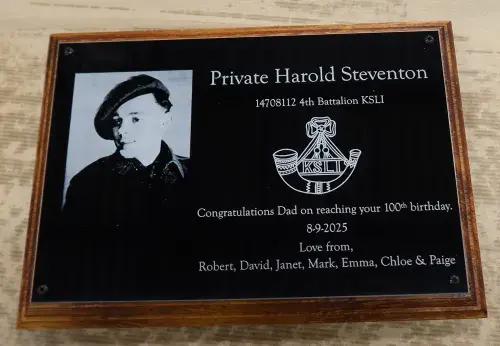 Private Harold Steventon
14708112 4th Battalion KSLI
KSLI
Congratulations Dad on reaching your 100th birthday.
8-9-2025
Love from,
Robert, David, Janet, Mark, Emma, Chloe & Paige